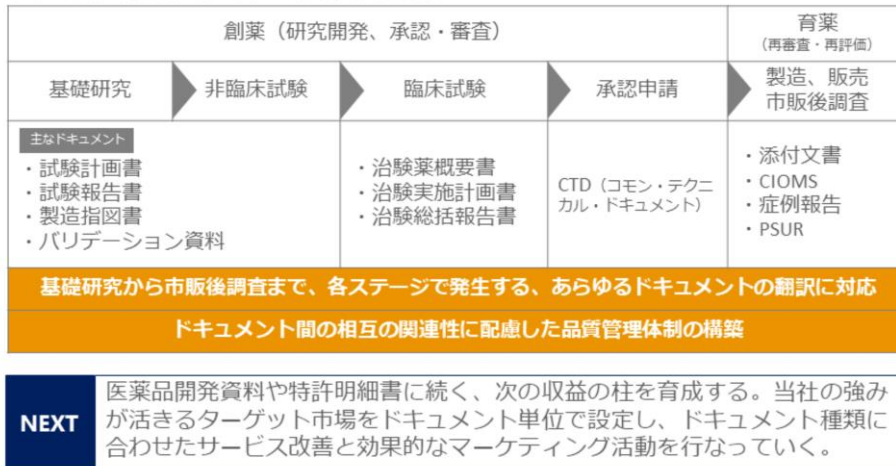 創薬（研究開発、承認・審査）
育薬
（再審査・再評価）
基礎研究
非臨床試験
臨床試験
承認申請
製造、販売
市販後調査
主なドキュメント
・試験計画書
・試験報告書
・製造指図書
・バリデーション資料
・治験薬概要書
・治験実施計画書
・治験総括報告書
CTD（コモン・テクニ
カル・ドキュメント）
・添付文書
・CIOMS
・症例報告
・PSUR
基礎研究から市販後調査まで、各ステージで発生する、あらゆるドキュメントの翻訳に対応
ドキュメント間の相互の関連性に配慮した品質管理体制の構築
NEXT
医薬品開発資料や特許明細書に続く、次の収益の柱を育成する。当社の強み
が活きるターゲット市場をドキュメント単位で設定し、ドキュメント種類に
合わせたサービス改善と効果的なマーケティング活動を行なっていく。